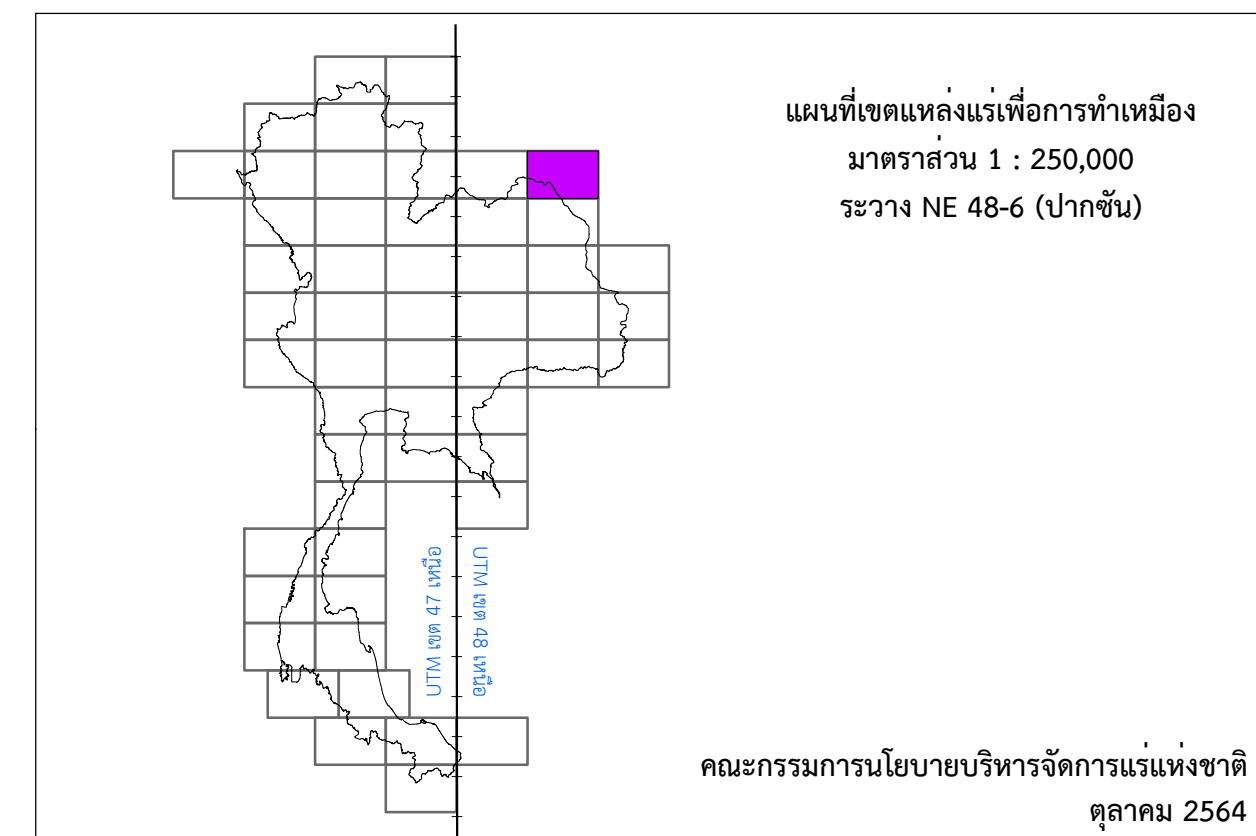 แผนที่เขตแหล่งแร่เพื่อการทำเหมือง
มาตราส่วน 1 : 250,000
ระวาง NE 48-6 (ปากซัน)
UTM เขต 47 เหนือ
UTM เขต 48 เหนือ
คณะกรรมการนโยบายบริหารจัดการแร่แห่งชาติ
ตุลาคม 2564